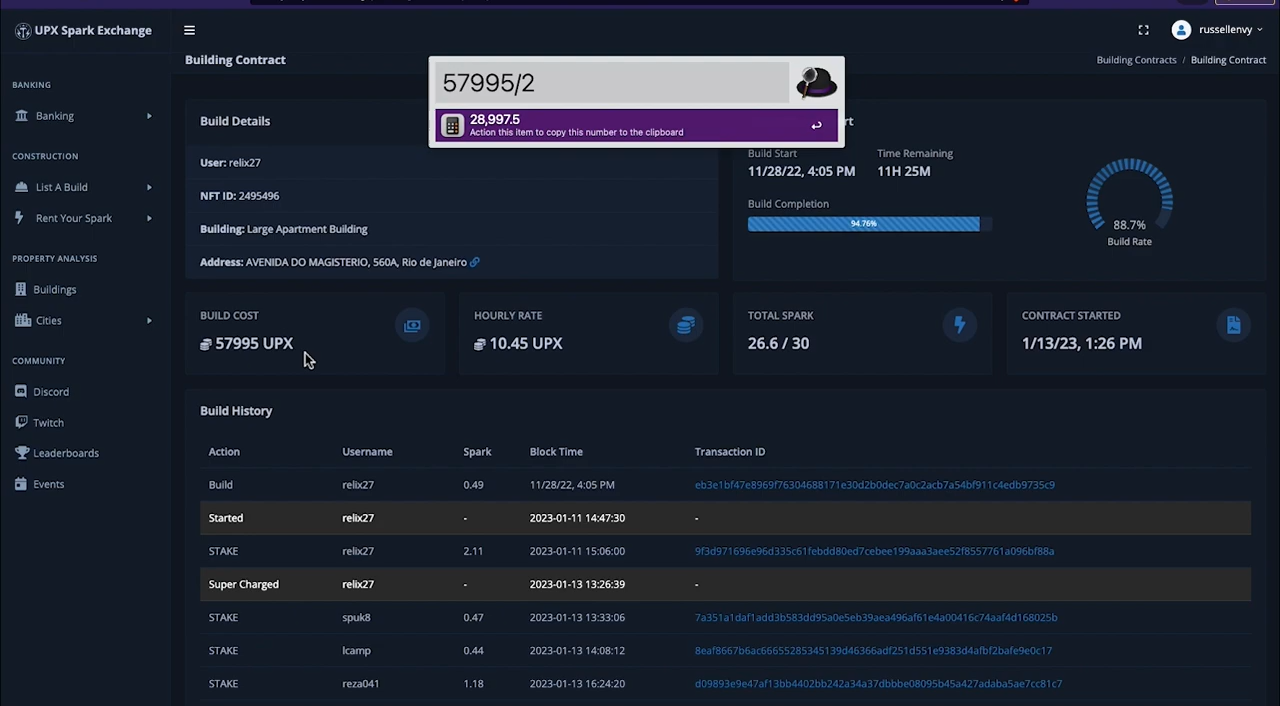 UPX Spark Exchange
russellenvy
Building Contract
Building Contracts / Building Contract
57995/2
28,997.5
Action this item to copy this number to the clipboard
BANKING
Banking
CONSTRUCTION
List A Build
Rent Your Spark
PROPERTY ANALYSIS
Buildings
Cities
COMMUNITY
Discord
Twitch
Leaderboards
Events
Build Details
User: relix27
NFT ID: 2495496
Building: Large Apartment Building
Address: AVENIDA DO MAGISTERIO, 560A, Rio de Janeiro
Build Start
11/28/22, 4:05 PM
Time Remaining
11H 25M
Build Completion
94.76%
88.7%
Build Rate
BUILD COST
57995 UPX
HOURLY RATE
10.45 UPX
TOTAL SPARK
26.6 / 30
CONTRACT STARTED
1/13/23, 1:26 PM
Build History
Action Username Spark Block Time Transaction ID
Build relix27 0.49 11/28/22, 4:05 PM eb3e1bf47e8969f76304688171e30d2b0dec7a0c2acb7a54bf911c4edb9735c9
Started relix27 - 2023-01-11 14:47:30 -
STAKE relix27 2.11 2023-01-11 15:06:00 9f3d971696e96d335c61febdd80ed7cebee199aaa3aee52f8557761a096bf88a
Super Charged relix27 - 2023-01-13 13:26:39 -
STAKE spuk8 0.47 2023-01-13 13:33:06 7a351a1daf1add3b583dd95a0e5eb39aea496af61e4a00416c74aaf4d168025b
STAKE lcamp 0.44 2023-01-13 14:08:12 8eaf8667b6ac66655285345139d46366adf251d551e9383d4afbf2bafe9e0c17
STAKE reza041 1.18 2023-01-13 16:24:20 d09893e9e47af13bb4402bb242a34a37dbbbe08095b45a427adaba5ae7cc81c7